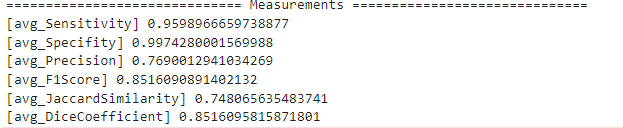 ============================== Measurements ==============================
[avg_Sensitivity] 0.9598966659738877
[avg_Specifity] 0.9974280001569988
[avg_Precision] 0.7690012941034269
[avg_F1Score] 0.8516090891402132
[avg_JaccardSimilarity] 0.748065635483741
[avg_DiceCoefficient] 0.8516095815871801